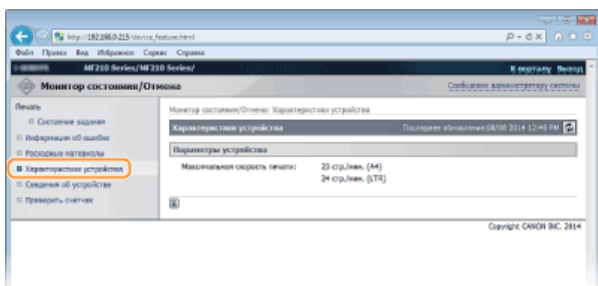 http://192.168.0.215/device_feature.html
Файл Правка Вид Избранное Сервис Справка
MF210 Series/MF210 Series/
К порталу Выход
Монитор состояния/Отмена
Сообщение администратору системы
Печать
Состояние задания
Информация об ошибке
Расходные материалы
Характеристики устройства
Сведения об устройстве
Проверить счетчик
Монитор состояния/Отмена: Характеристики устройства
Характеристики устройства
Последнее обновление:08/08 2014 12:40 PM
Параметры устройства
Максимальная скорость печати: 23 стр./мин. (A4)
24 стр./мин. (LTR)
Copyright CANON INC. 2014